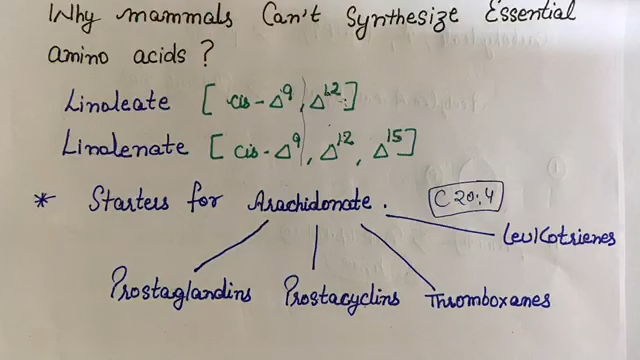 Why mammals Can't Synthesize Essential
amino acids ?
Linoleate [ cis - Δ9, Δ12 ]
Linolenate [ cis - Δ9, Δ12, Δ15 ]
* Starters for Arachidonate . C 20:4
Leukotrienes
Prostaglandins Prostacyclins Thromboxanes